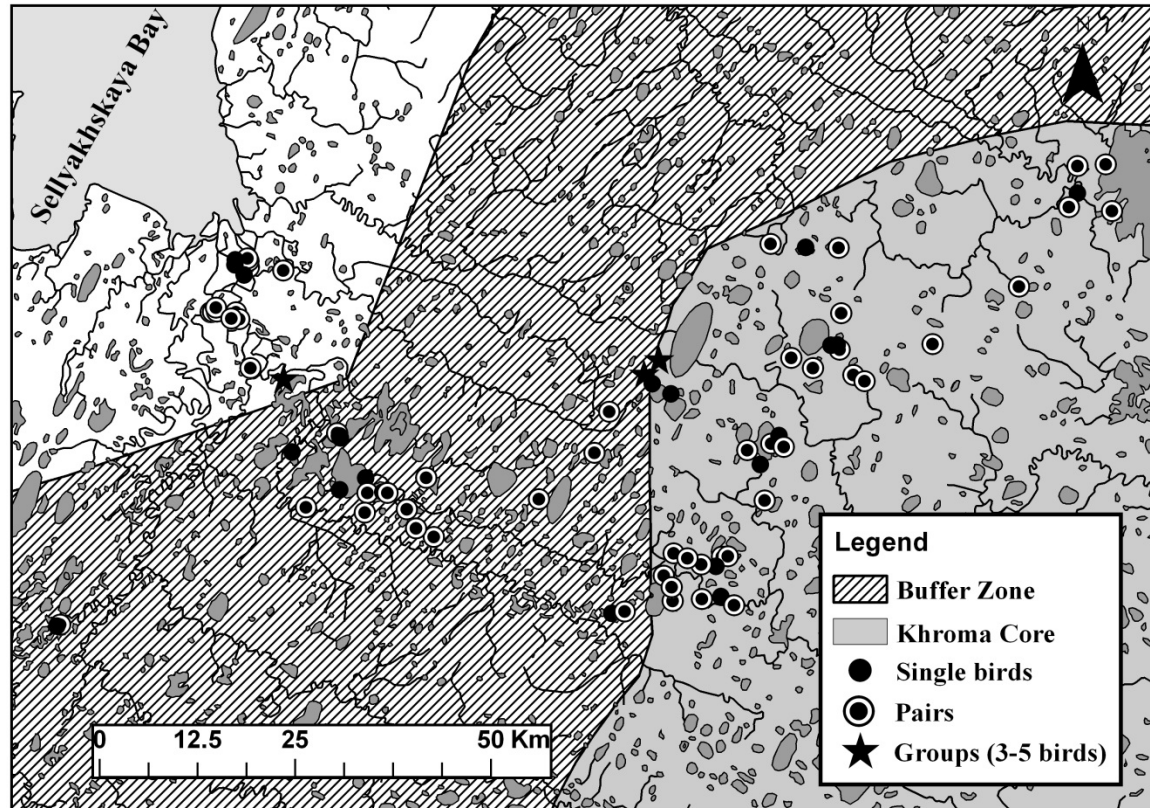 Sellyakhskaya Bay
N
Legend
Buffer Zone
Khroma Core
Single birds
Pairs
Groups (3-5 birds)
0 12.5 25 50 Km